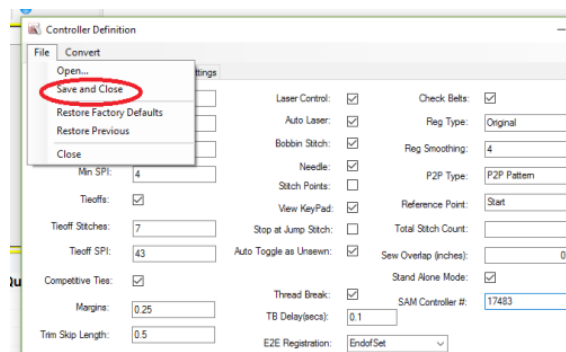 Controller Definition
File Convert
Open...
ttings
Save and Close
Restore Factory Defaults
Restore Previous
Close
Min SPI: 4
Tieoffs:
Tieoff Stitches: 7
Tieoff SPI: 43
Competitive Ties:
Margins: 0.25
Trim Skip Length: 0.5
Laser Control:
Auto Laser:
Bobbin Stitch:
Needle:
Stitch Points:
View KeyPad:
Stop at Jump Stitch:
Auto Toggle as Unsewn:
Thread Break:
TB Delay(secs): 0.1
E2E Registration: EndofSet
Check Belts:
Reg Type: Original
Reg Smoothing: 4
P2P Type: P2P Pattern
Reference Point: Start
Total Stitch Count:
Sew Overlap (inches): 0
Stand Alone Mode:
SAM Controller #: 17483